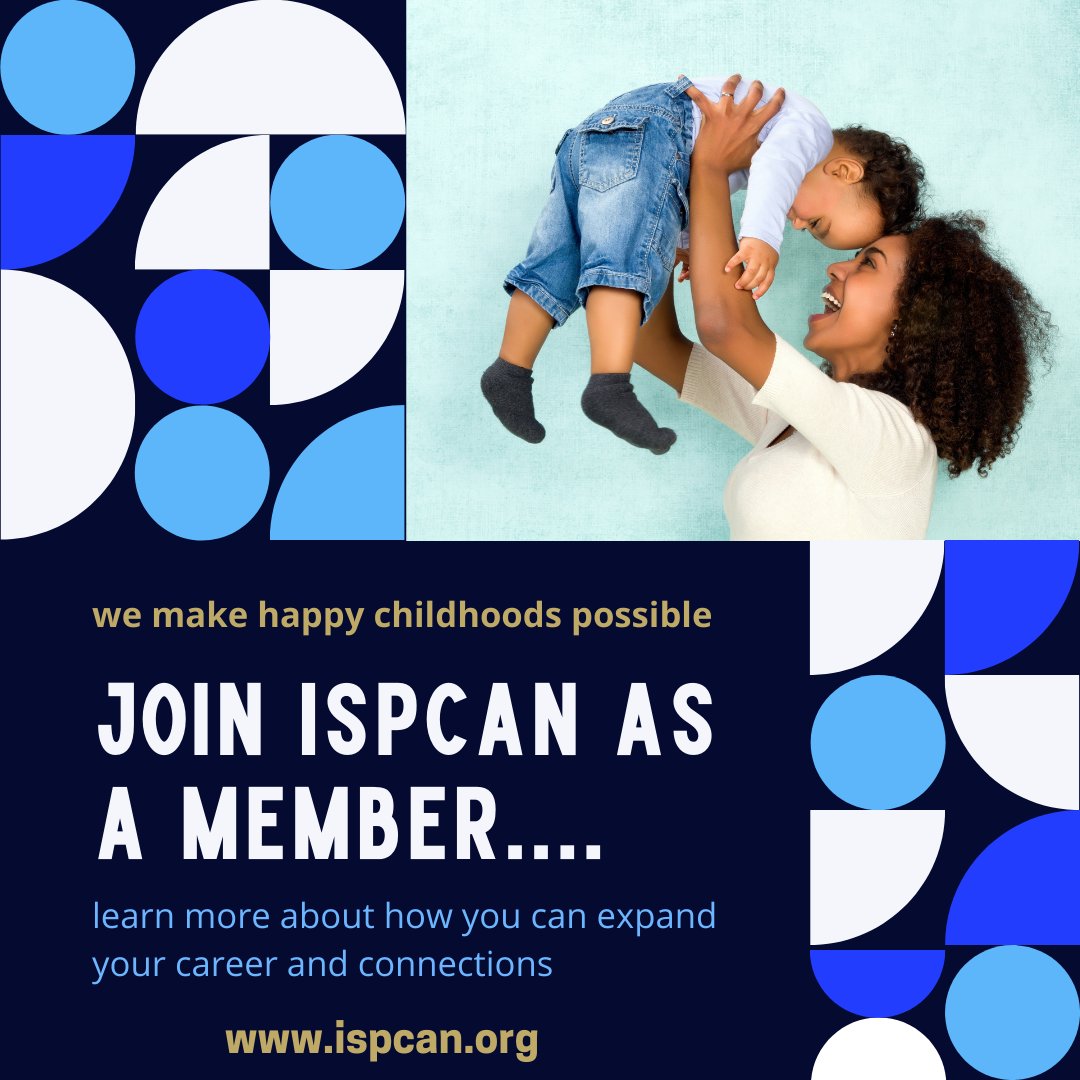 we make happy childhoods possible
JOIN ISPCAN AS
A MEMBER....
learn more about how you can expand
your career and connections
www.ispcan.org